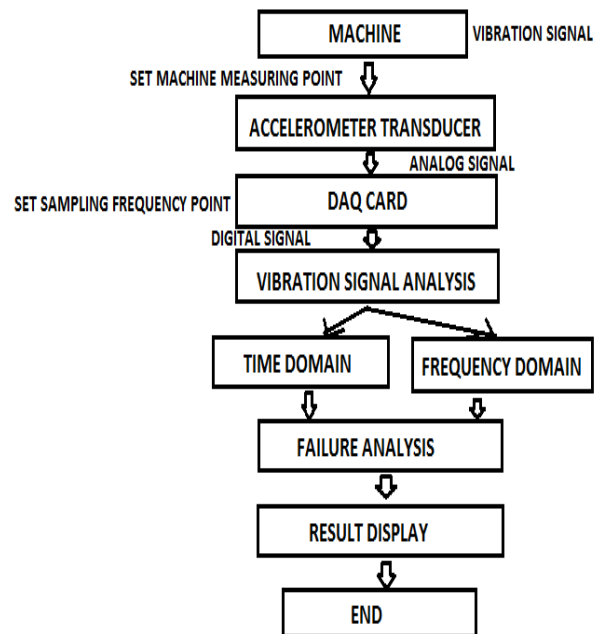 MACHINE
VIBRATION SIGNAL
SET MACHINE MEASURING POINT
ACCELEROMETER TRANSDUCER
ANALOG SIGNAL
SET SAMPLING FREQUENCY POINT
DAQ CARD
DIGITAL SIGNAL
VIBRATION SIGNAL ANALYSIS
TIME DOMAIN
FREQUENCY DOMAIN
FAILURE ANALYSIS
RESULT DISPLAY
END